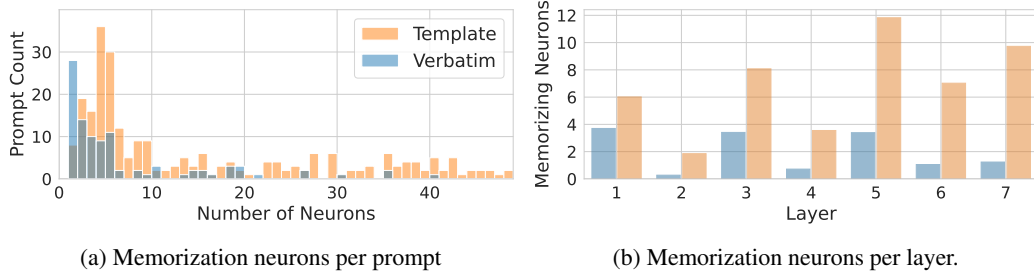 Prompt Count
30
20
10
0
Template
Verbatim
0 10 20 30 40
Number of Neurons
(a) Memorization neurons per prompt
Memorizing Neurons
12
10
8
6
4
2
0
1 2 3 4 5 6 7
Layer
(b) Memorization neurons per layer.